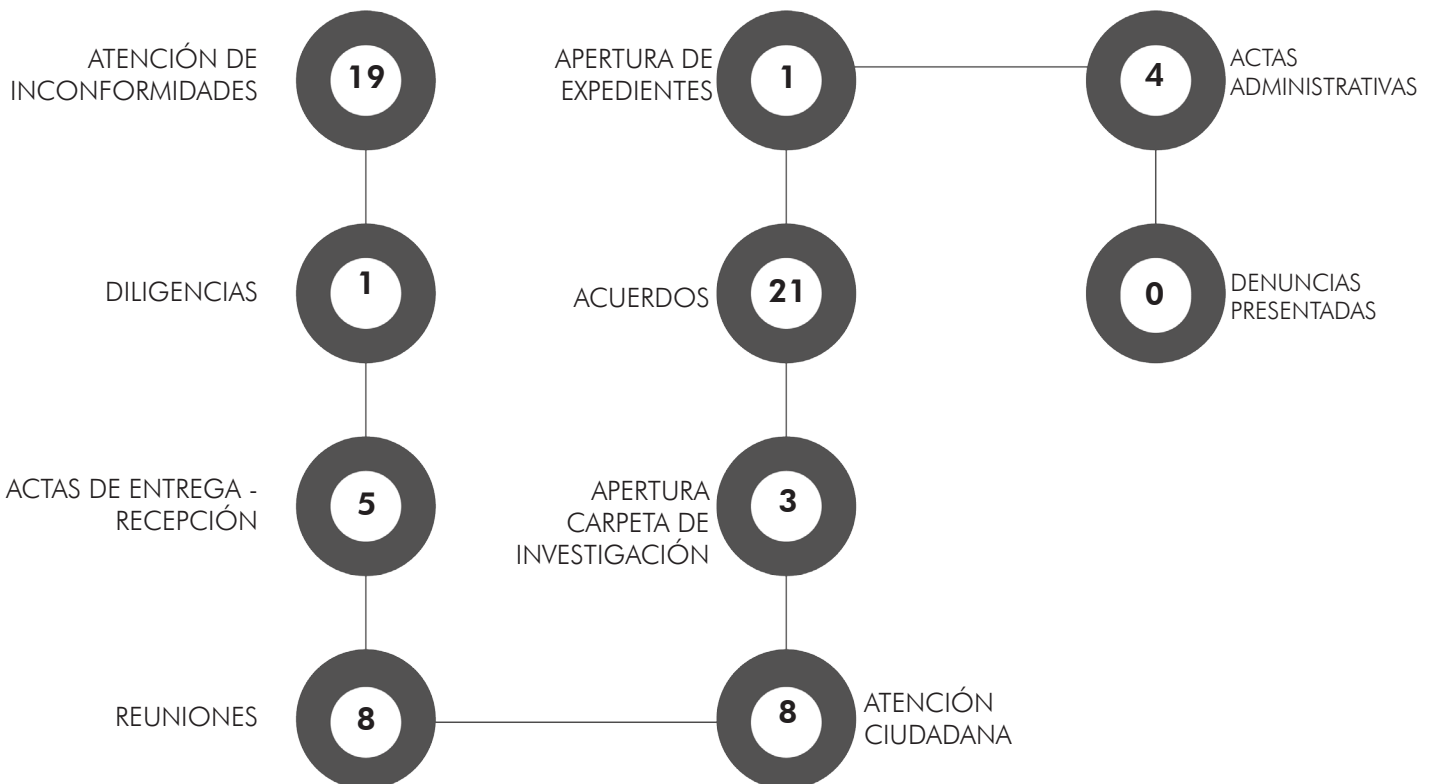 ATENCIÓN DE
INCONFORMIDADES
19
DILIGENCIAS
1
ACTAS DE ENTREGA -
RECEPCIÓN
5
REUNIONES
8
APERTURA DE
EXPEDIENTES
1
ACUERDOS
21
APERTURA
CARPETA DE
INVESTIGACIÓN
3
8
ATENCIÓN
CIUDADANA
4
ACTAS
ADMINISTRATIVAS
0
DENUNCIAS
PRESENTADAS